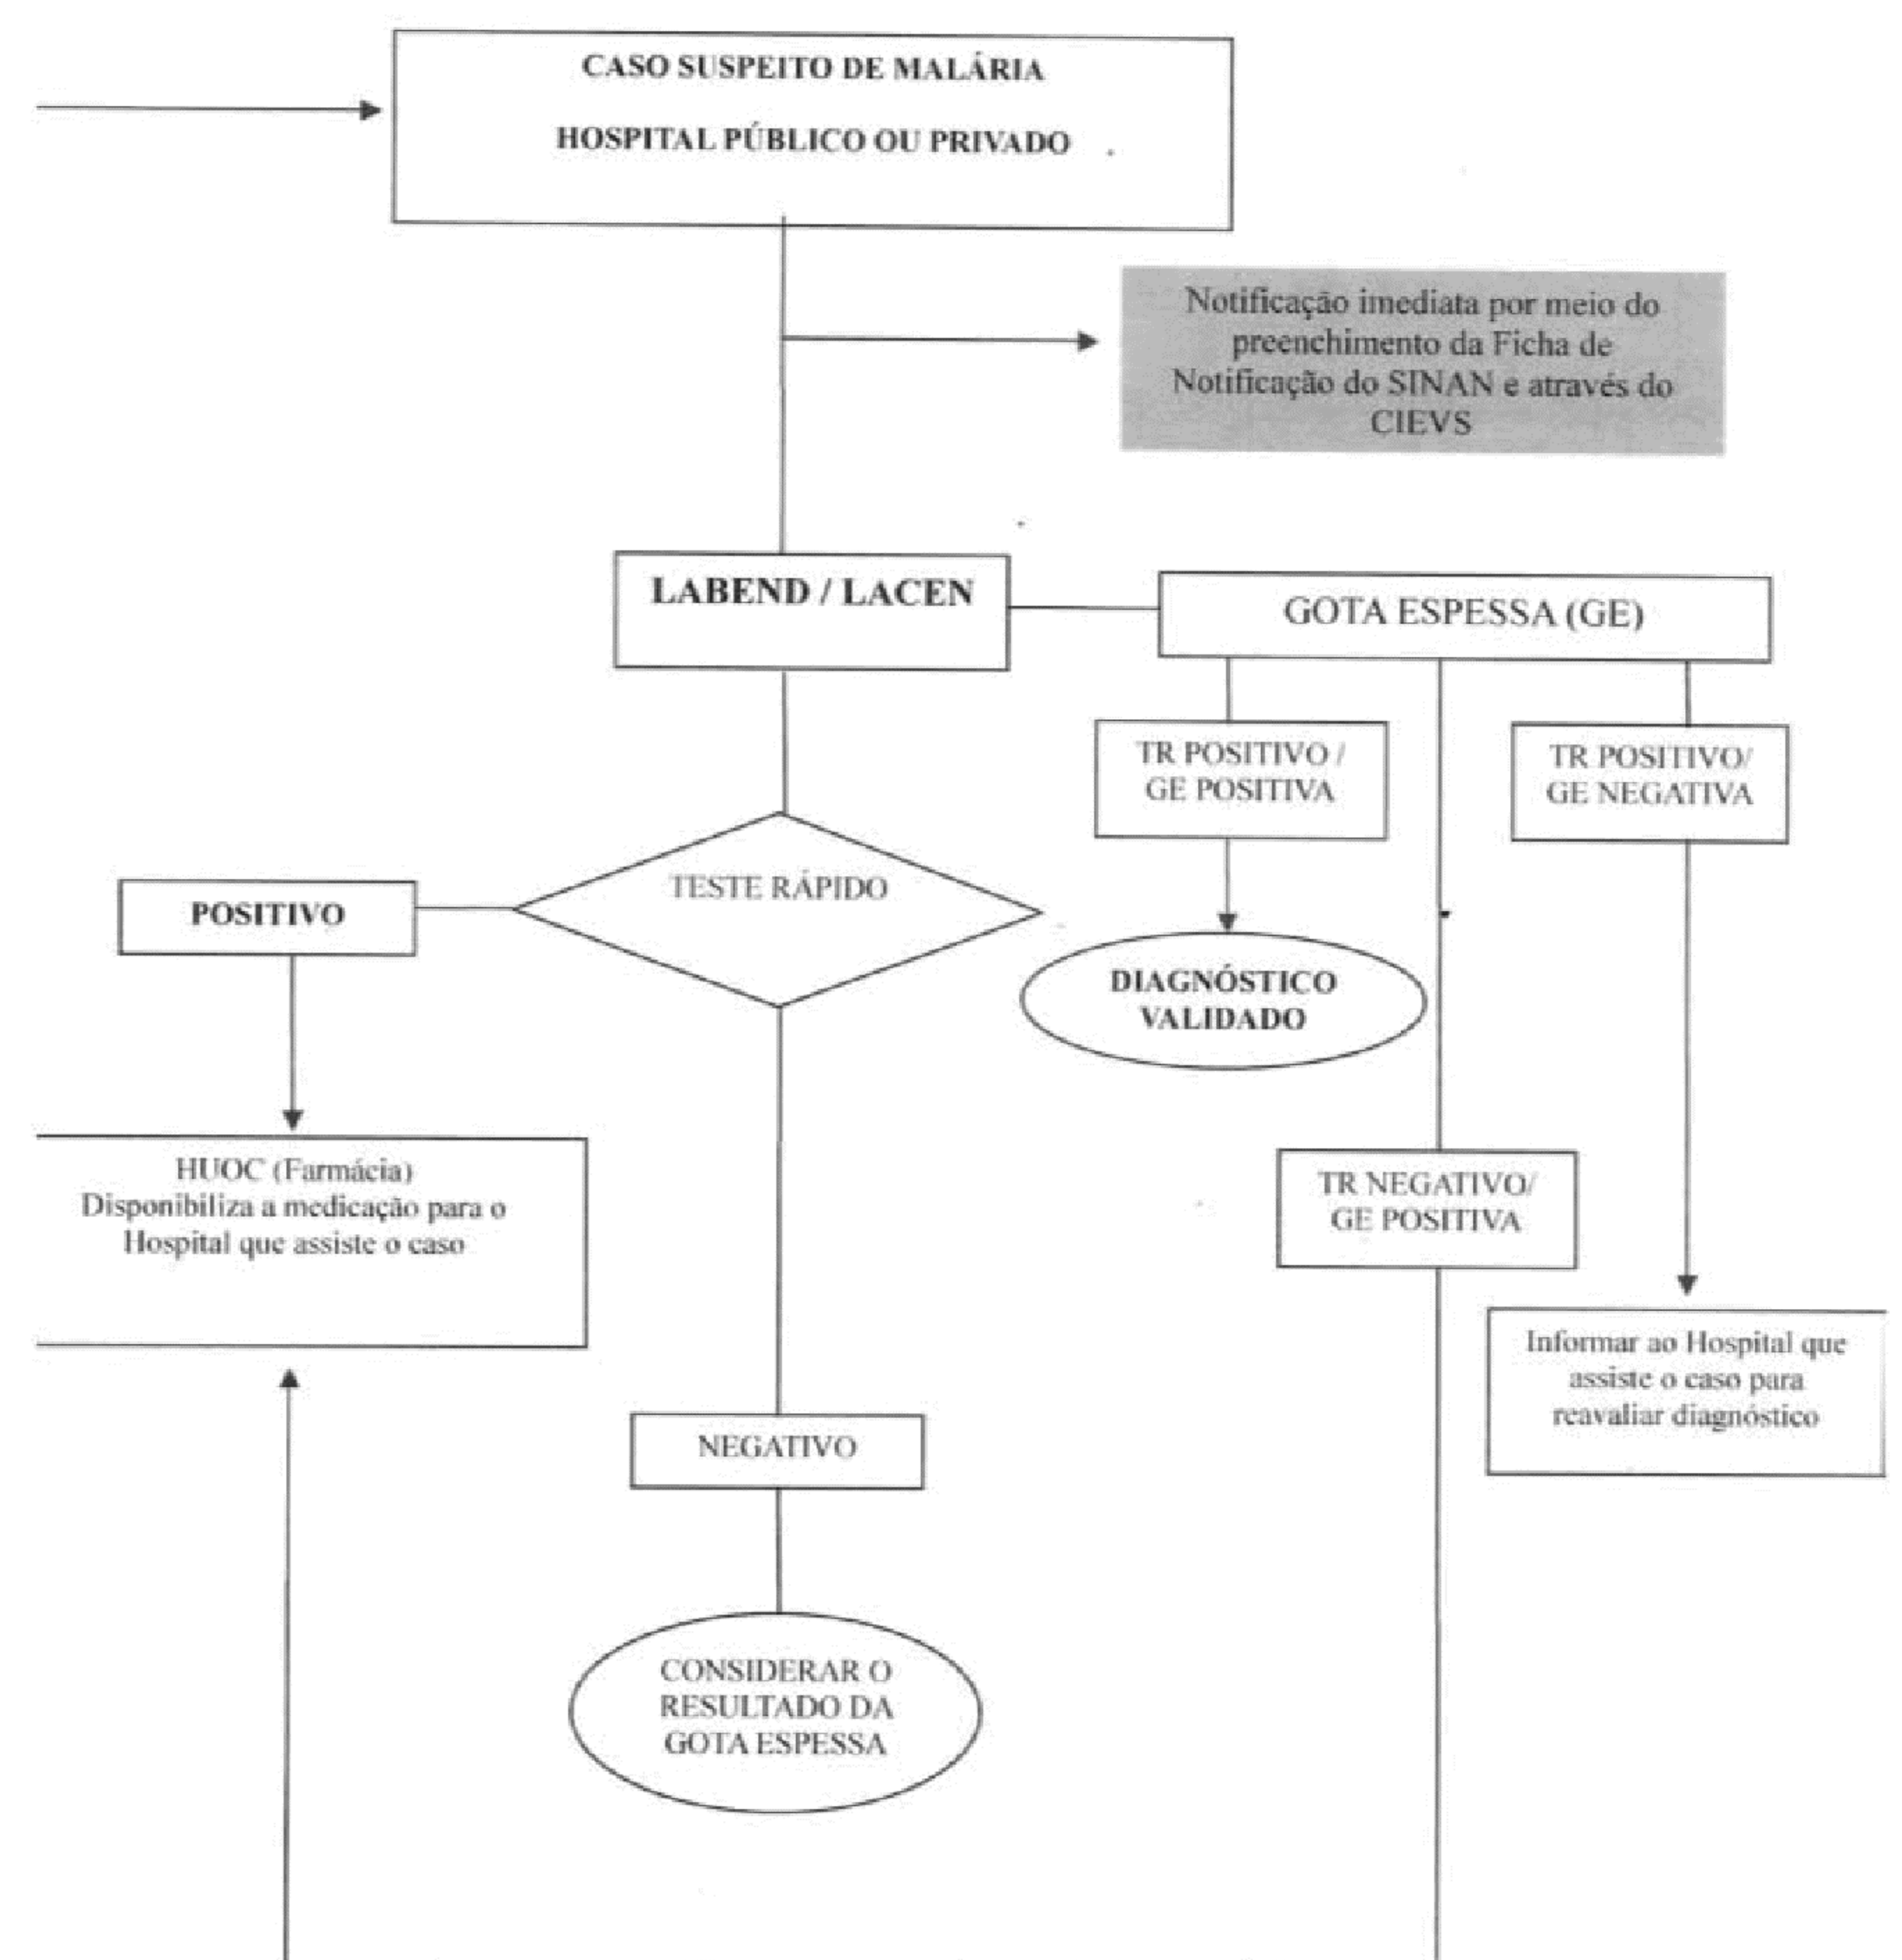 CASO SUSPEITO DE MALÁRIA
HOSPITAL PÚBLICO OU PRIVADO
Notificação imediata por meio do
preenchimento da Ficha de
Notificação do SINAN e através do
CIEVS
LABEND / LACEN
GOTA ESPESSA (GE)
TR POSITIVO /
GE POSITIVA
TR POSITIVO/
GE NEGATIVA
TESTE RÁPIDO
POSITIVO
DIAGNÓSTICO
VALIDADO
HUOC (Farmácia)
Disponibiliza a medicação para o
Hospital que assiste o caso
TR NEGATIVO/
GE POSITIVA
Informar ao Hospital que
assiste o caso para
reavaliar diagnóstico
NEGATIVO
CONSIDERAR O
RESULTADO DA
GOTA ESPESSA